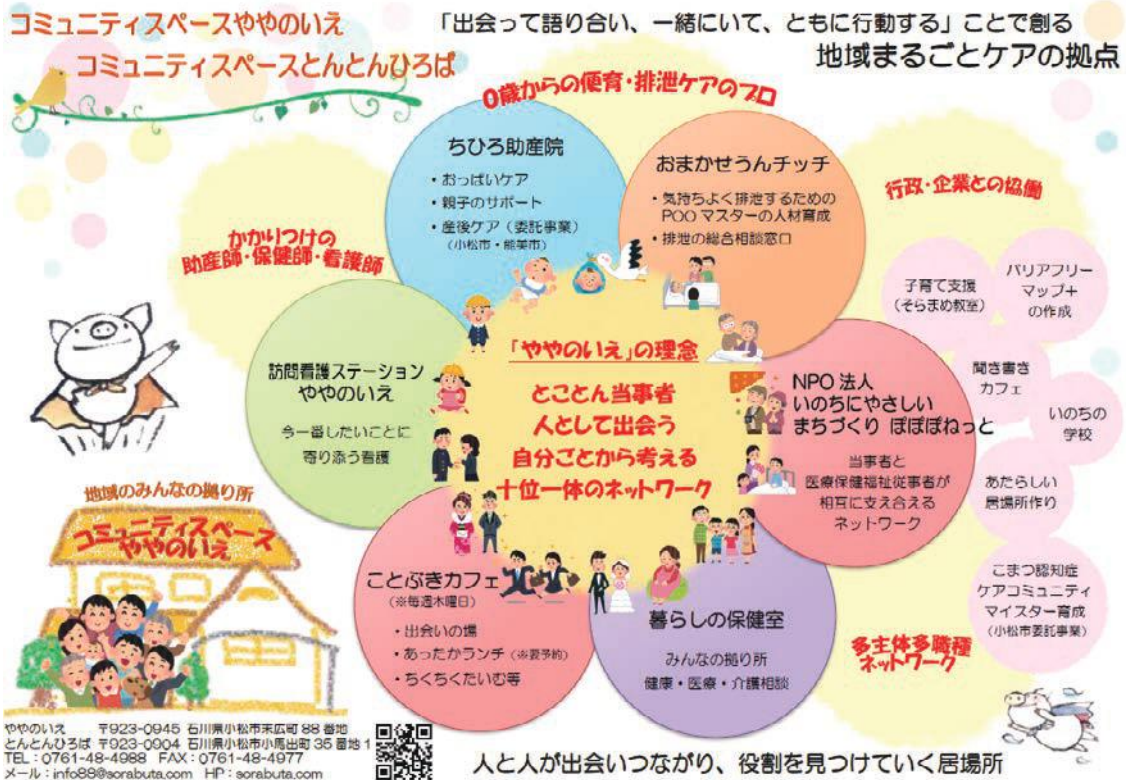 コミュニティスペースややのいえ
コミュニティスペースとんとんひろば
「出会って語り合い、一緒にいて、ともに行動する」ことで創る
地域まるごとケアの拠点
0歳からの便育・排泄ケアのプロ
ちひろ助産院
・おっぱいケア
・親子のサポート
・産後ケア（委託事業）
（小松市・能美市）
おまかせうんチッチ
・気持ちよく排泄するための
POOマスターの人材育成
・排泄の総合相談窓口
行政・企業との協働
かかりつけの
助産師・保健師・看護師
子育て支援
（そらまめ教室）
バリアフリー
マップ＋
の作成
聞き書き
カフェ
いのちの
学校
あたらしい
居場所作り
こまつ認知症
ケアコミュニティ
マイスター育成
（小松市委託事業）
訪問看護ステーション
ややのいえ
今一番したいことに
寄り添う看護
「ややのいえ」の理念
とことん当事者
人として出会う
自分ごとから考える
十位一体のネットワーク
NPO法人
いのちにやさしい
まちづくり ぽぽぽねっと
当事者と
医療保健福祉従事者が
相互に支え合える
ネットワーク
地域のみんなの拠り所
コミュニティスペース
ややのいえ
ことぶきカフェ
（※毎週木曜日）
・出会いの場
・あったかランチ（※要予約）
・ちくちくたいむ等
暮らしの保健室
みんなの拠り所
健康・医療・介護相談
多主体多職種
ネットワーク
ややのいえ 〒923-0945 石川県小松市末広町88番地
とんとんひろば 〒923-0904 石川県小松市小馬出町35番地1
TEL：0761-48-4988 FAX：0761-48-4977
メール：info88@sorabuta.com HP：sorabuta.com
人と人が出会いつながり、役割を見つけていく居場所